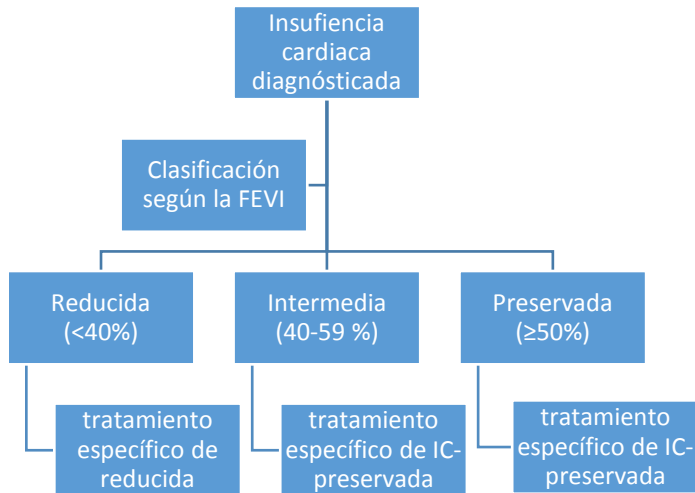 Insufiencia
cardiaca
diagnósticada
Clasificación
según la FEVI
Reducida
(<40%)
Intermedia
(40-59 %)
Preservada
(≥50%)
tratamiento
específico de
reducida
tratamiento
específico de IC-
preservada
tratamiento
específico de IC-
preservada